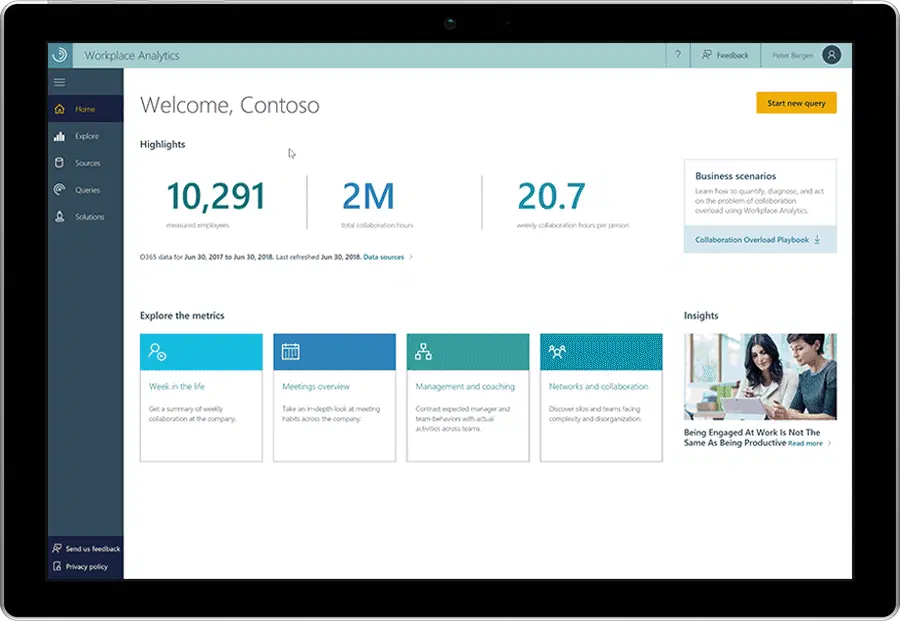 Workplace Analytics
?
Feedback
Peter Bergen
Home
Explore
Sources
Queries
Solutions
Send us feedback
Privacy policy
Welcome, Contoso
Start new query
Highlights
10,291
measured employees
2M
total collaboration hours
20.7
weekly collaboration hours per person
O365 data for Jun 30, 2017 to Jun 30, 2018. Last refreshed Jun 30, 2018. Data sources
Business scenarios
Learn how to quantify, diagnose, and act
on the problem of collaboration
overload using Workplace Analytics.
Collaboration Overload Playbook
Explore the metrics
Week in the life
Get a summary of weekly
collaboration at the company.
Meetings overview
Take an in-depth look at meeting
habits across the company.
Management and coaching
Contrast expected manager and
team behaviors with actual
activities across teams.
Networks and collaboration
Discover silos and teams facing
complexity and disorganization.
Insights
Being Engaged At Work Is Not The
Same As Being Productive Read more